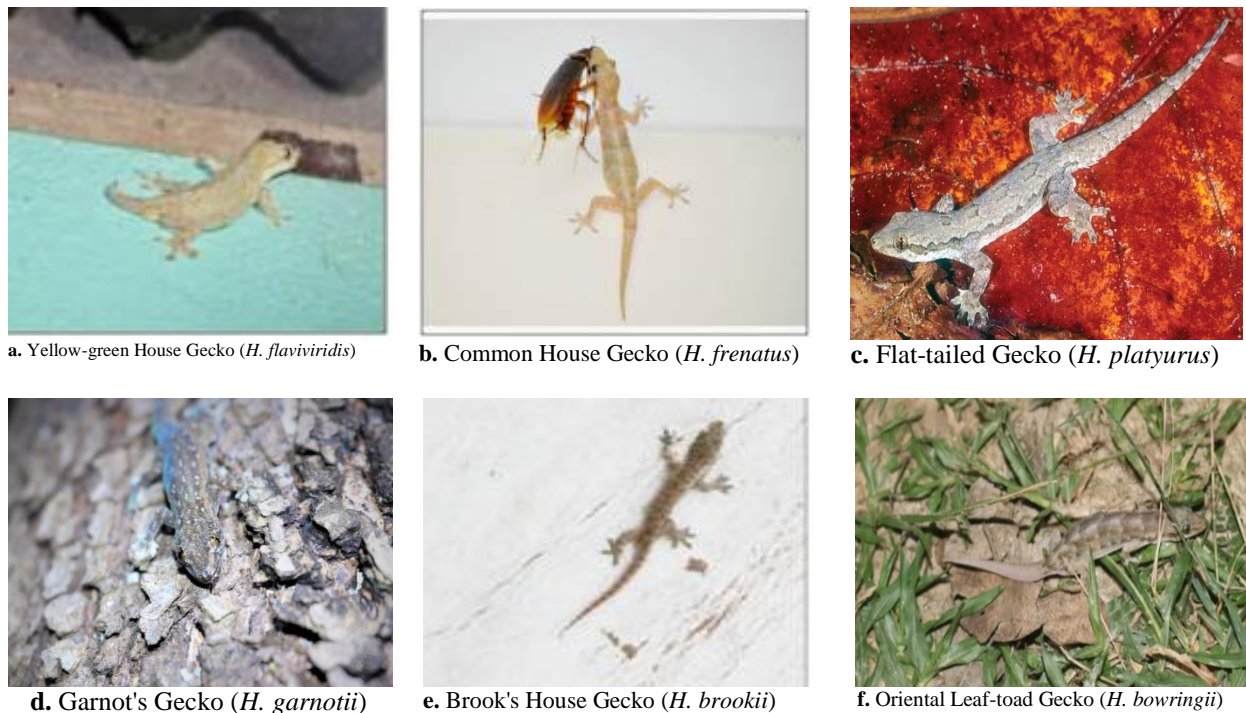 a. Yellow-green House Gecko (H. flaviviridis)
b. Common House Gecko (H. frenatus)
c. Flat-tailed Gecko (H. platyurus)
d. Garnot's Gecko (H. garnotii)
e. Brook's House Gecko (H. brookii)
f. Oriental Leaf-toad Gecko (H. bowringii)